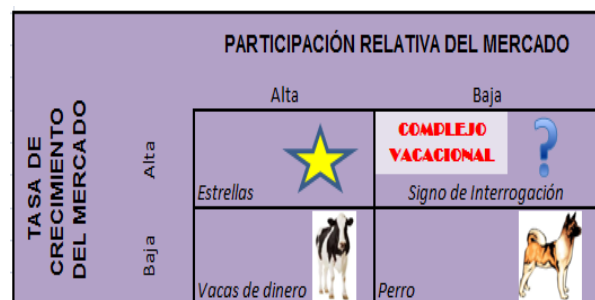 PARTICIPACIÓN RELATIVA DEL MERCADO
Alta
Baja
TASA DE
CRECIMIENTO
DEL MERCADO
Alta
Estrellas
COMPLEJO
VACACIONAL
?
Signo de Interrogación
Baja
Vacas de dinero
Perro